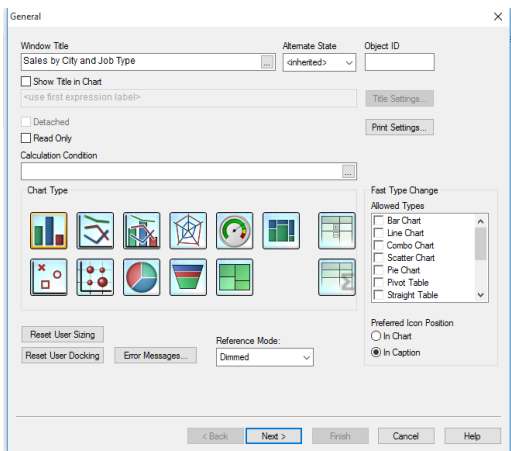 General
Window Title
Alternate State
Object ID
Sales by City and Job Type
...
<inherited>
Show Title in Chart
<use first expression label>
Title Settings...
Detached
Print Settings...
Read Only
Calculation Condition
...
Chart Type
Fast Type Change
Allowed Types
Bar Chart
Line Chart
Combo Chart
Scatter Chart
Pie Chart
Pivot Table
Straight Table
Preferred Icon Position
In Chart
In Caption
Reset User Sizing
Reset User Docking
Error Messages...
Reference Mode:
Dimmed
< Back
Next >
Finish
Cancel
Help